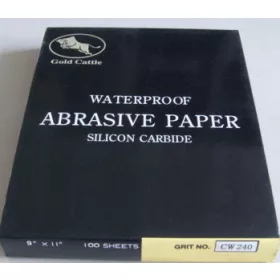 Gold Cattle
WATERPROOF
ABRASIVE PAPER
SILICON CARBIDE
9" X 11" 100 SHEETS GRIT NO. CW 240